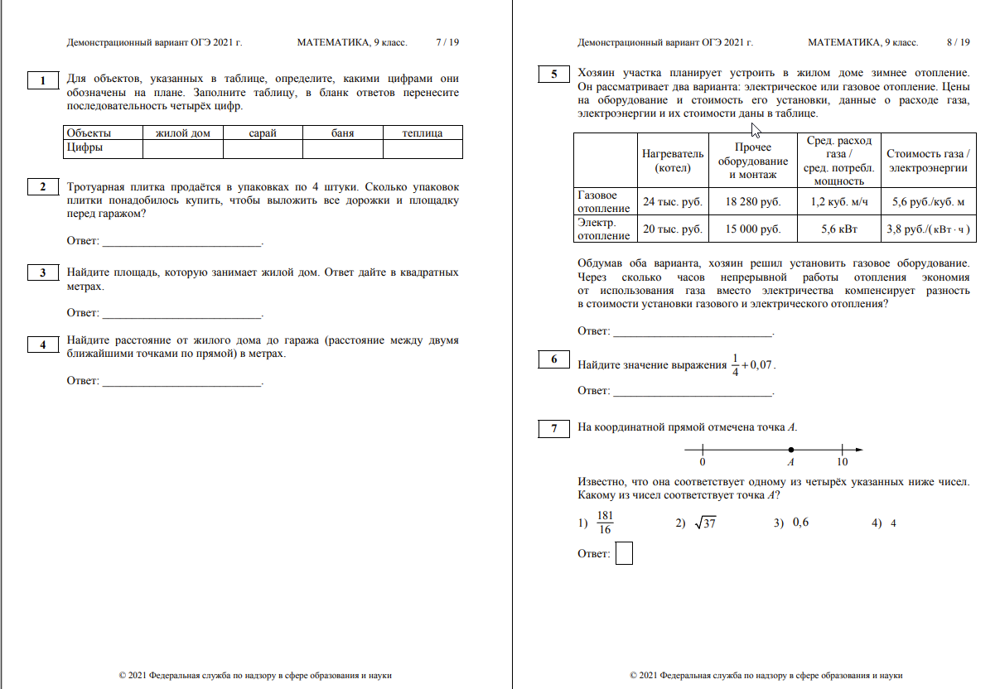 Демонстрационный вариант ОГЭ 2021 г. МАТЕМАТИКА, 9 класс. 7 / 19
1
Для объектов, указанных в таблице, определите, какими цифрами они
обозначены на плане. Заполните таблицу, в бланк ответов перенесите
последовательность четырёх цифр.
Объекты жилой дом сарай баня теплица
Цифры
2
Тротуарная плитка продаётся в упаковках по 4 штуки. Сколько упаковок
плитки понадобилось купить, чтобы выложить все дорожки и площадку
перед гаражом?
Ответ: ___________________________.
3
Найдите площадь, которую занимает жилой дом. Ответ дайте в квадратных
метрах.
Ответ: ___________________________.
4
Найдите расстояние от жилого дома до гаража (расстояние между двумя
ближайшими точками по прямой) в метрах.
Ответ: ___________________________.
© 2021 Федеральная служба по надзору в сфере образования и науки
Демонстрационный вариант ОГЭ 2021 г. МАТЕМАТИКА, 9 класс. 8 / 19
5
Хозяин участка планирует устроить в жилом доме зимнее отопление.
Он рассматривает два варианта: электрическое или газовое отопление. Цены
на оборудование и стоимость его установки, данные о расходе газа,
электроэнергии и их стоимости даны в таблице.
Нагреватель
(котел)
Прочее
оборудование
и монтаж
Сред. расход
газа /
сред. потребл.
мощность
Стоимость газа /
электроэнергии
Газовое
отопление
24 тыс. руб. 18 280 руб. 1,2 куб. м/ч 5,6 руб./куб. м
Электр.
отопление
20 тыс. руб. 15 000 руб. 5,6 кВт 3,8 руб./( кВт · ч )
Обдумав оба варианта, хозяин решил установить газовое оборудование.
Через сколько часов непрерывной работы отопления экономия
от использования газа вместо электричества компенсирует разность
в стоимости установки газового и электрического отопления?
Ответ: ___________________________.
6
Найдите значение выражения 1/4 + 0,07 .
Ответ: ___________________________.
7
На координатной прямой отмечена точка A.
0 A 10
Известно, что она соответствует одному из четырёх указанных ниже чисел.
Какому из чисел соответствует точка A?
1) 181/16 2) √37 3) 0,6 4) 4
Ответ:
© 2021 Федеральная служба по надзору в сфере образования и науки